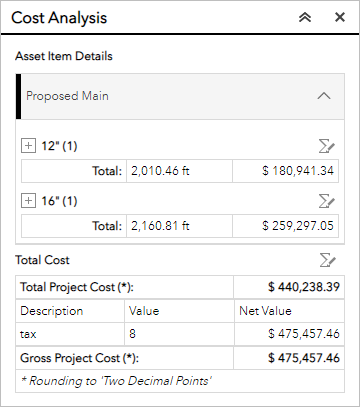 Cost Analysis
Asset Item Details
Proposed Main
12" (1)
Total: 2,010.46 ft $ 180,941.34
16" (1)
Total: 2,160.81 ft $ 259,297.05
Total Cost
Total Project Cost (*): $ 440,238.39
Description Value Net Value
tax 8 $ 475,457.46
Gross Project Cost (*): $ 475,457.46
* Rounding to 'Two Decimal Points'